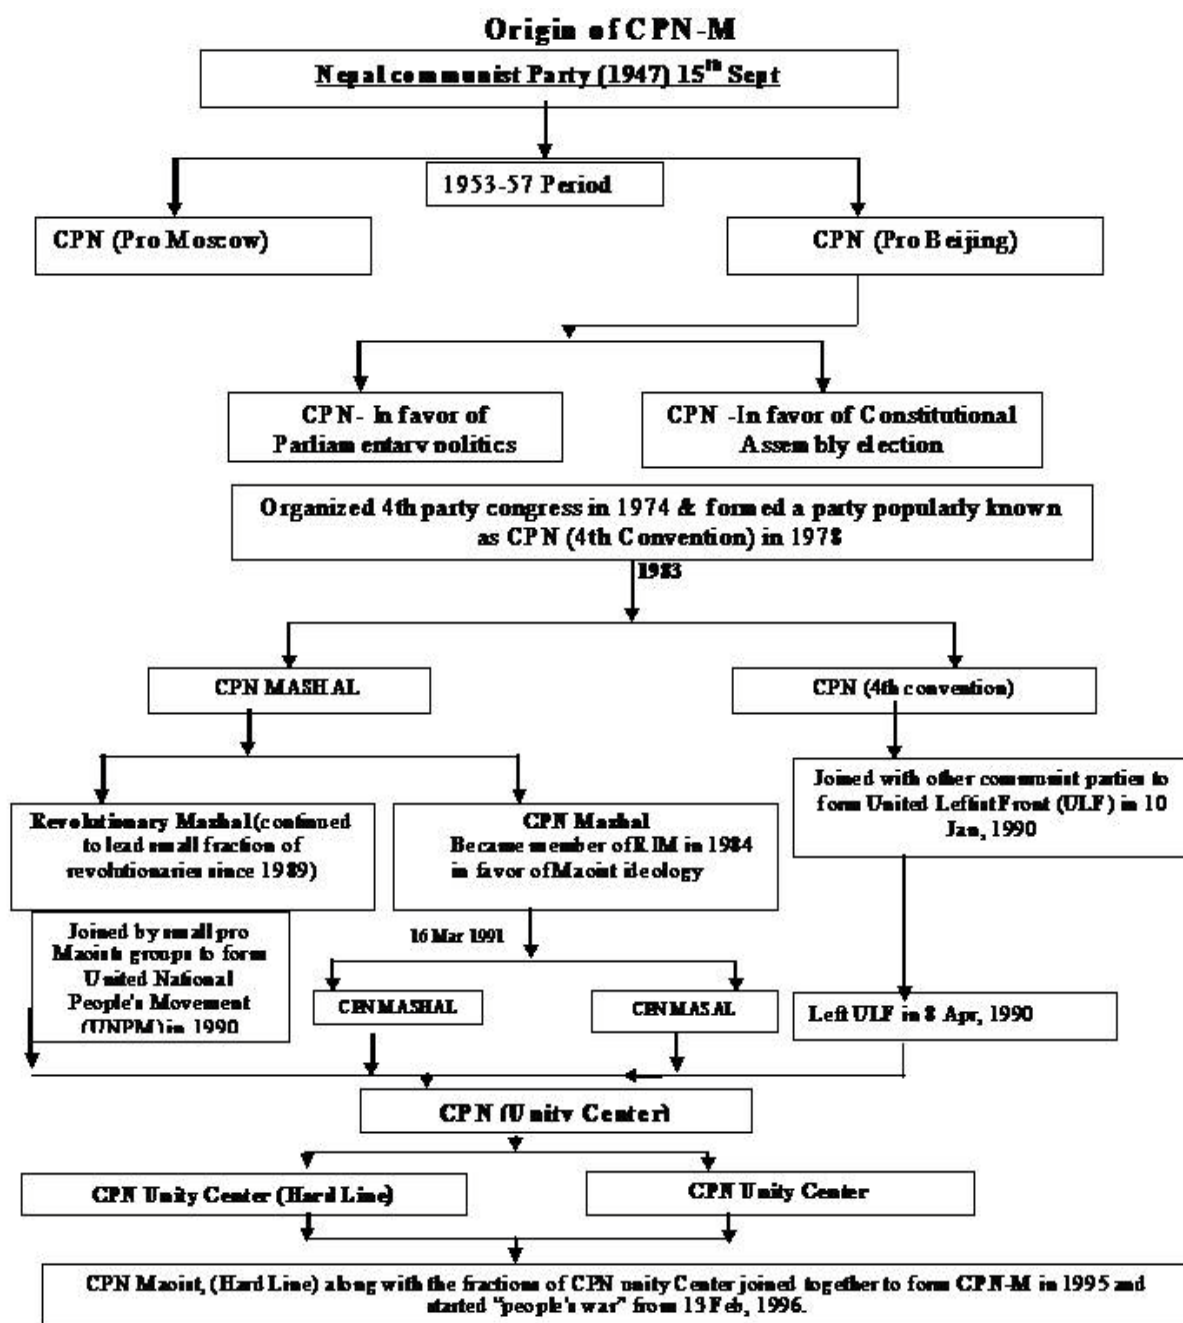 Origin of CPN-M
Nepal communist Party (1947) 15th Sept
1953-57 Period
CPN (Pro Moscow)
CPN (Pro Beijing)
CPN- In favor of
Parliamentary politics
CPN -In favor of Constitutional
Assembly election
Organized 4th party congress in 1974 & formed a party popularly known
as CPN (4th Convention) in 1978
1983
CPN MASHAL
CPN (4th convention)
Revolutionary Mashal(continued
to lead small fraction of
revolutionaries since 1989)
CPN Mashal
Became member of RIM in 1984
in favor of Maoist ideology
Joined with other communist parties to
form United Leftist Front (ULF) in 10
Jan, 1990
Joined by small pro
Maoists groups to form
United National
People's Movement
(UNPM) in 1990
16 Mar 1991
CPN MASHAL
CPN MASAL
Left ULF in 8 Apr, 1990
CPN (Unity Center)
CPN Unity Center (Hard Line)
CPN Unity Center
CPN Maoist, (Hard Line) along with the fractions of CPN unity Center joined together to form CPN-M in 1995 and
started "people's war" from 13 Feb, 1996.